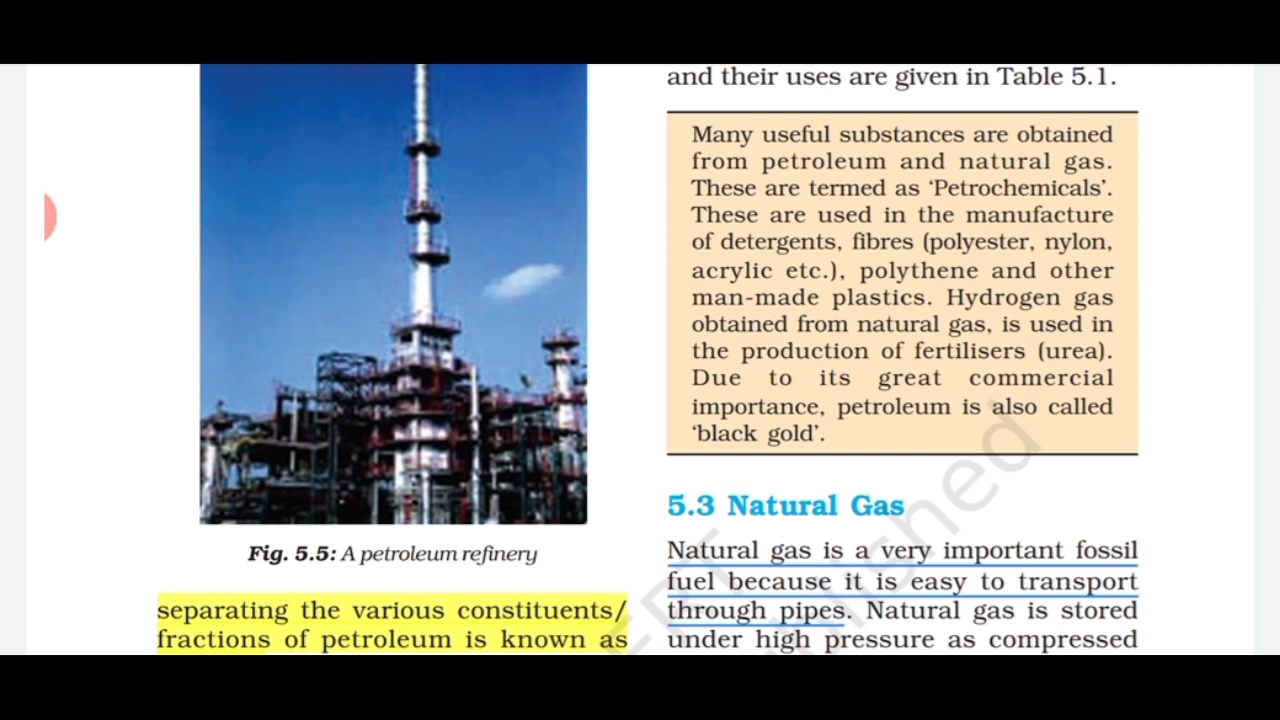 Fig. 5.5: A petroleum refinery
separating the various constituents/
fractions of petroleum is known as
and their uses are given in Table 5.1.
Many useful substances are obtained
from petroleum and natural gas.
These are termed as ‘Petrochemicals’.
These are used in the manufacture
of detergents, fibres (polyester, nylon,
acrylic etc.), polythene and other
man-made plastics. Hydrogen gas
obtained from natural gas, is used in
the production of fertilisers (urea).
Due to its great commercial
importance, petroleum is also called
‘black gold’.
5.3 Natural Gas
Natural gas is a very important fossil
fuel because it is easy to transport
through pipes. Natural gas is stored
under high pressure as compressed